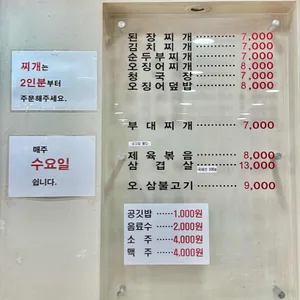 찌개는
2인분부터
주문해주세요.
매주
수요일
쉽니다.
된장찌개 ········ 7,000
김치찌개 ········ 7,000
순두부찌개 ········ 7,000
오징어찌개 ········ 8,000
청국장 ········ 7,000
오징어덮밥 ········ 8,000
부대찌개 ········ 7,000
제육볶음 ········ 8,000
삼겹살 ········ 13,000
오.삼불고기 ········ 9,000
공깃밥 ······ 1,000원
음료수 ······ 2,000원
소주 ······ 4,000원
맥주 ······ 4,000원